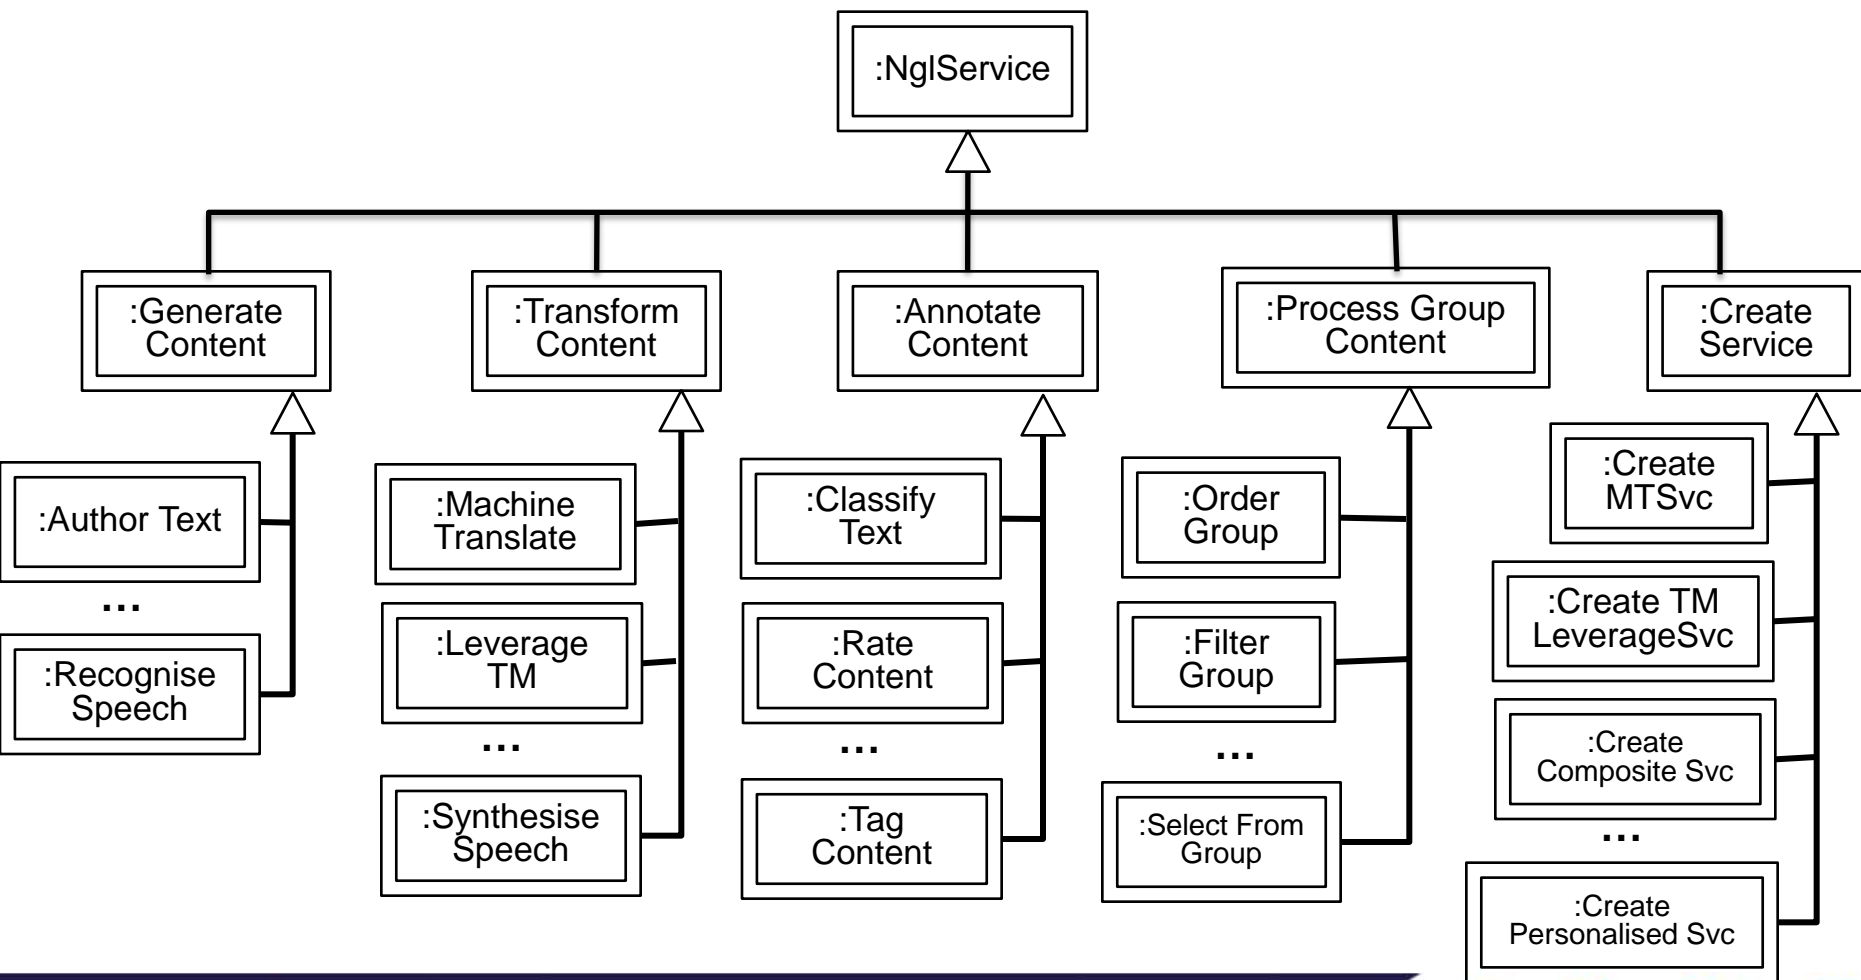 :NglService
:Generate
Content
:Transform
Content
:Annotate
Content
:Process Group
Content
:Create
Service
:Author Text
...
:Recognise
Speech
:Machine
Translate
:Leverage
TM
...
:Synthesise
Speech
:Classify
Text
:Rate
Content
...
:Tag
Content
:Order
Group
:Filter
Group
...
:Select From
Group
:Create
MTSvc
:Create TM
LeverageSvc
:Create
Composite Svc
...
:Create
Personalised Svc